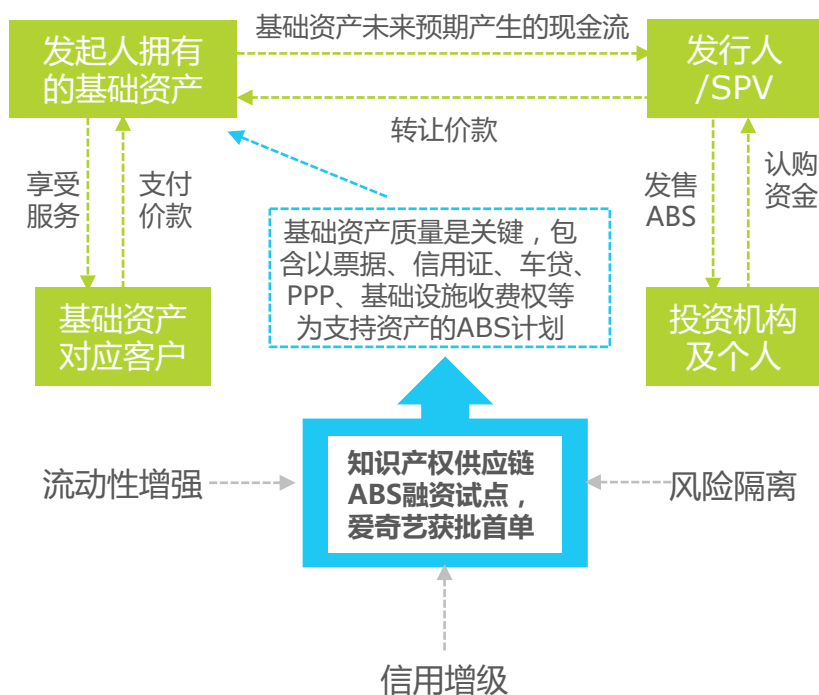 基础资产未来预期产生的现金流
发起人拥有
的基础资产
发行人
/SPV
转让价款
享受
服务
支付
价款
发售
ABS
认购
资金
基础资产质量是关键，包
含以票据、信用证、车贷、
PPP、基础设施收费权等
为支持资产的ABS计划
基础资产
对应客户
投资机构
及个人
知识产权供应链
ABS融资试点，
爱奇艺获批首单
流动性增强
风险隔离
信用增级